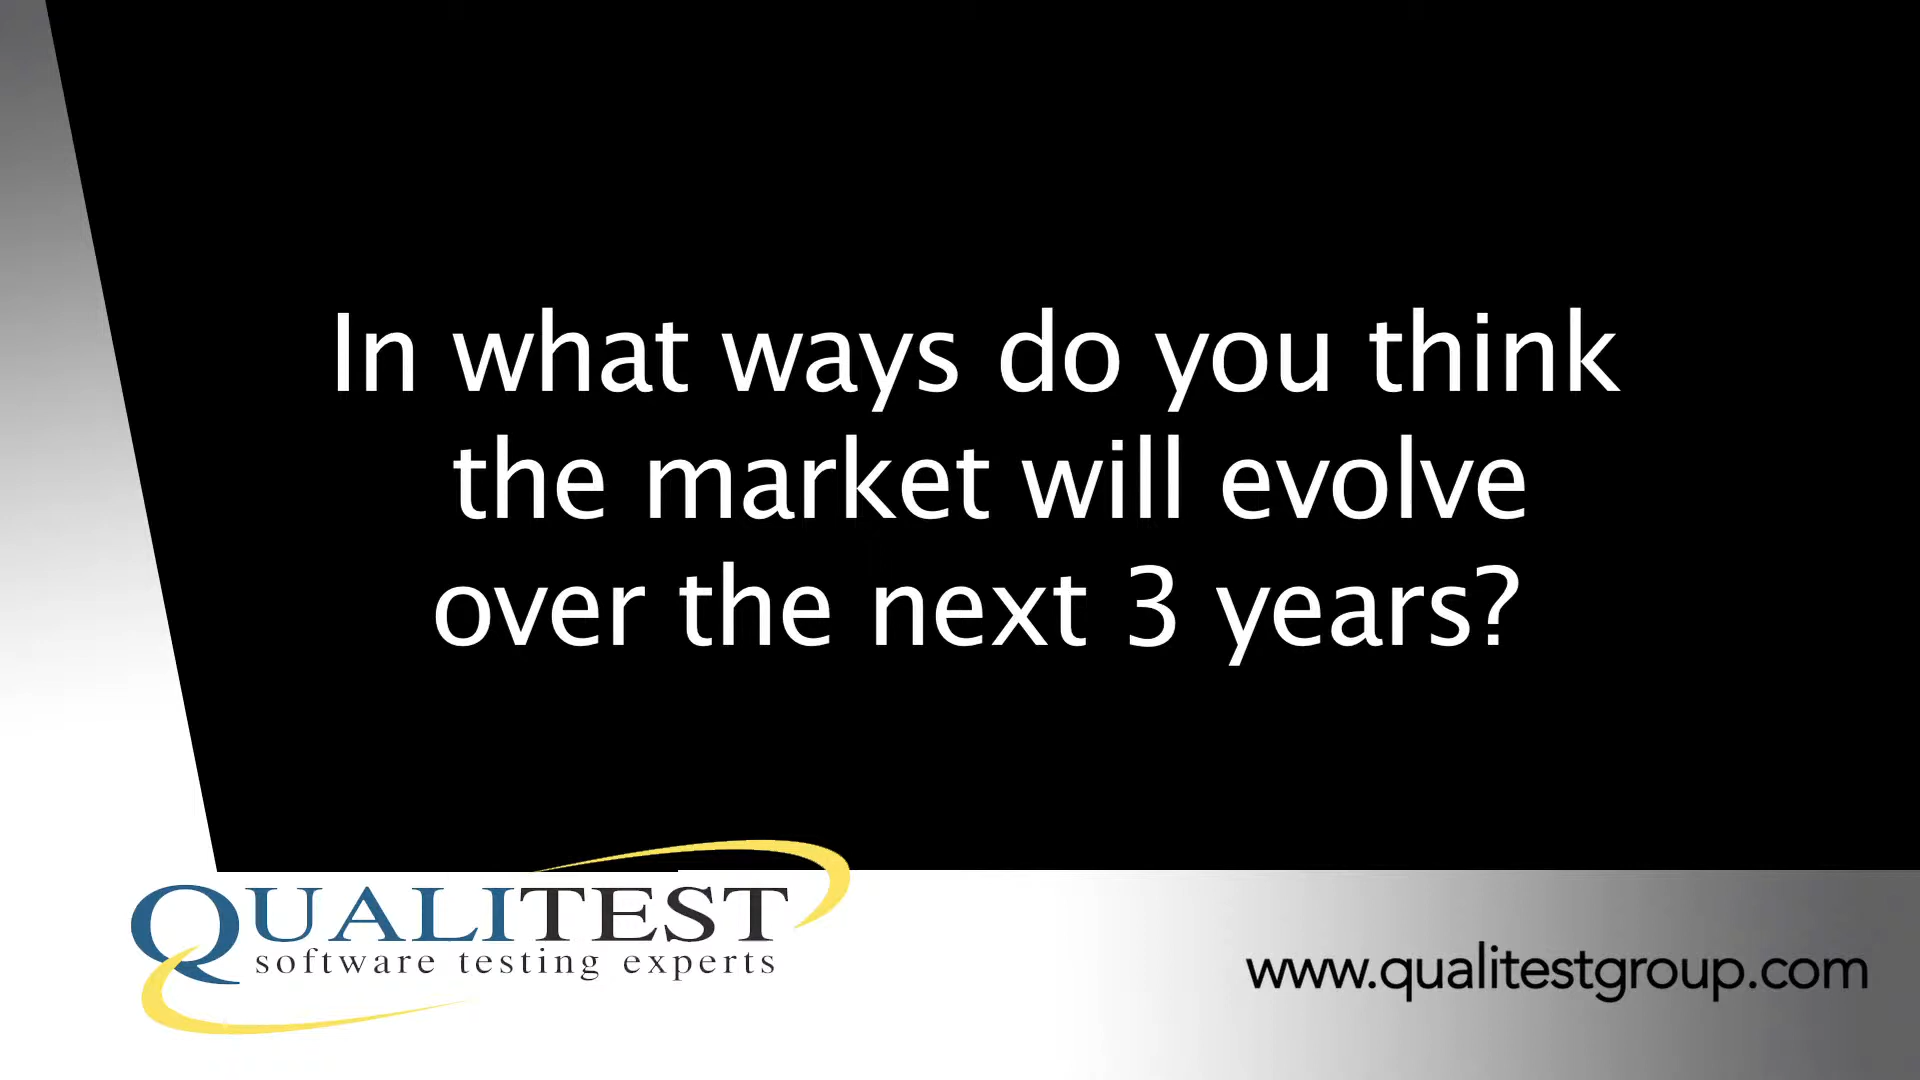 In what ways do you think
the market will evolve
over the next 3 years?
QUALITEST
software testing experts
www.qualitestgroup.com